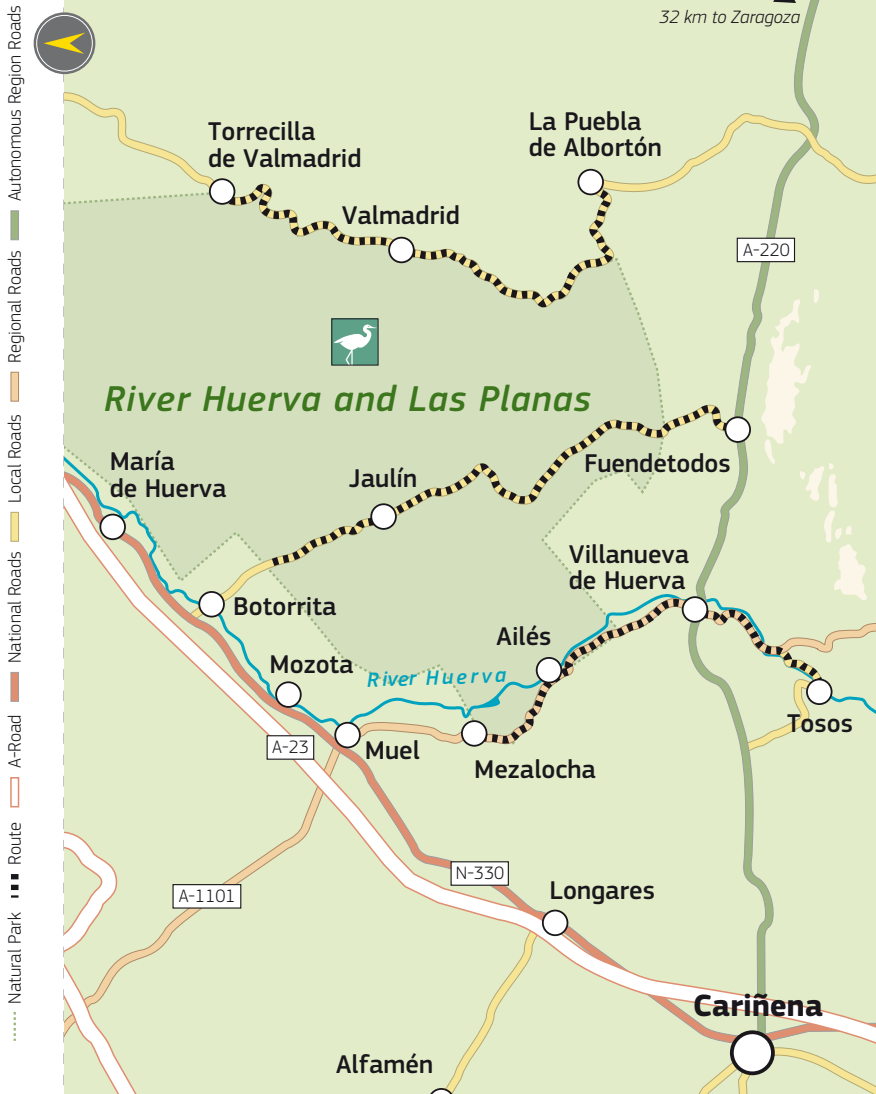 32 km to Zaragoza
Torrecilla
de Valmadrid
La Puebla
de Albortón
Valmadrid
A-220
River Huerva and Las Planas
María
de Huerva
Jaulín
Fuendetodos
Villanueva
de Huerva
Botorrita
Ailés
Mozota
River Huerva
Tosos
A-23
Muel
Mezalocha
N-330
A-1101
Longares
Cariñena
Alfamén
Natural Park
Route
A-Road
National Roads
Local Roads
Regional Roads
Autonomous Region Roads